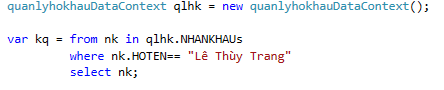 quanlyhokhauDataContext qlhk = new quanlyhokhauDataContext();
var kq = from nk in qlhk.NHANKHAUs
where nk.HOTEN== "Lê Thùy Trang"
select nk;